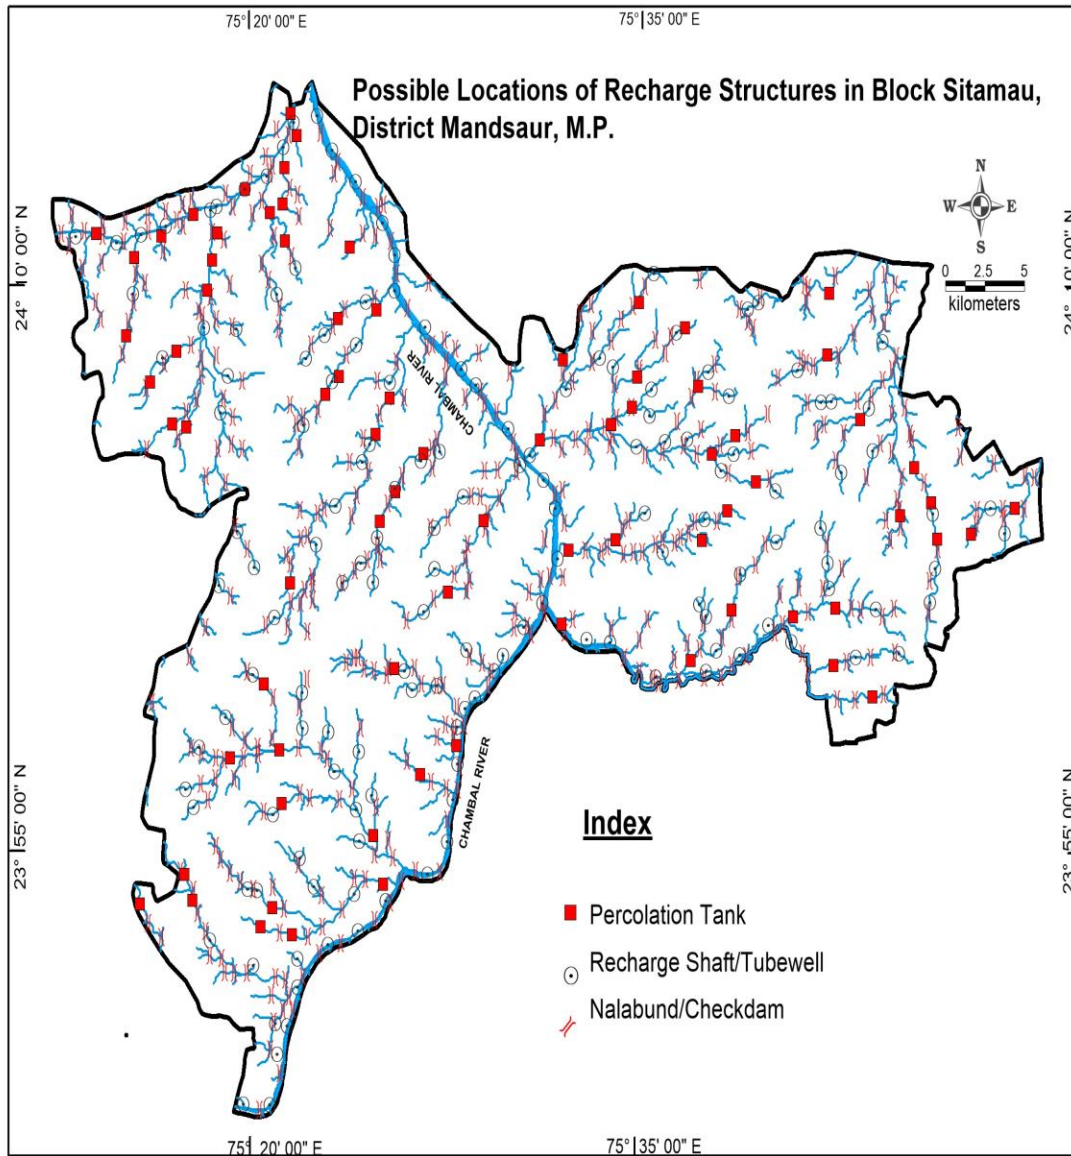 75° 20' 00" E
75° 35' 00" E
Possible Locations of Recharge Structures in Block Sitamau,
District Mandsaur, M.P.
N
W E
S
0 2.5 5
kilometers
24° 10' 00" N
24° 10' 00" N
CHAMBAL RIVER
CHAMBAL RIVER
23° 55' 00" N
23° 55' 00" N
Index
Percolation Tank
Recharge Shaft/Tubewell
Nalabund/Checkdam
75° 20' 00" E
75° 35' 00" E